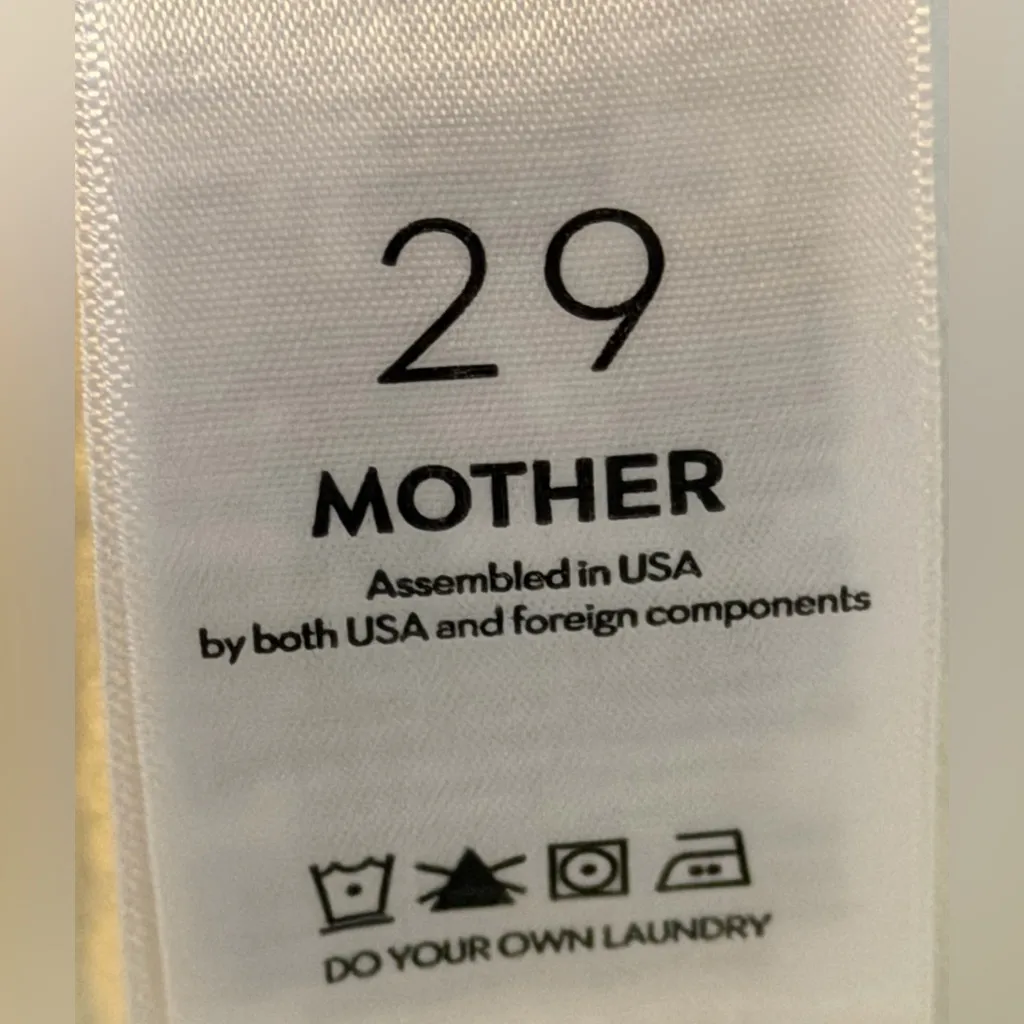 29
MOTHER
Assembled in USA
by both USA and foreign components
DO YOUR OWN LAUNDRY